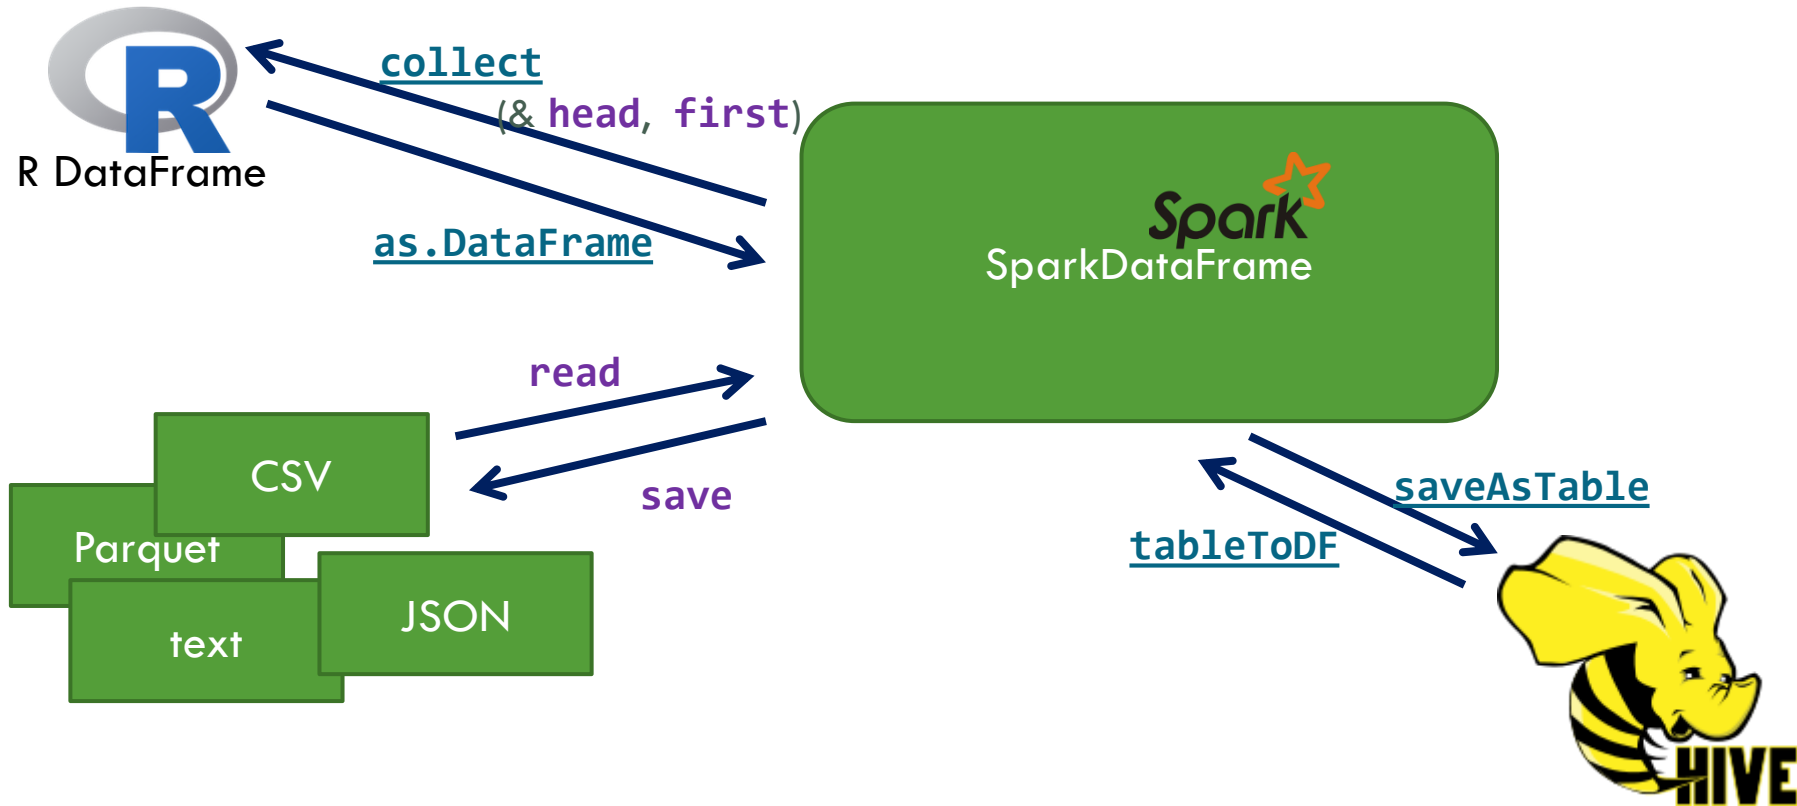 R
R DataFrame
collect
(& head, first)
as.DataFrame
Spark
SparkDataFrame
read
save
CSV
Parquet
text
JSON
saveAsTable
tableToDF
HIVE